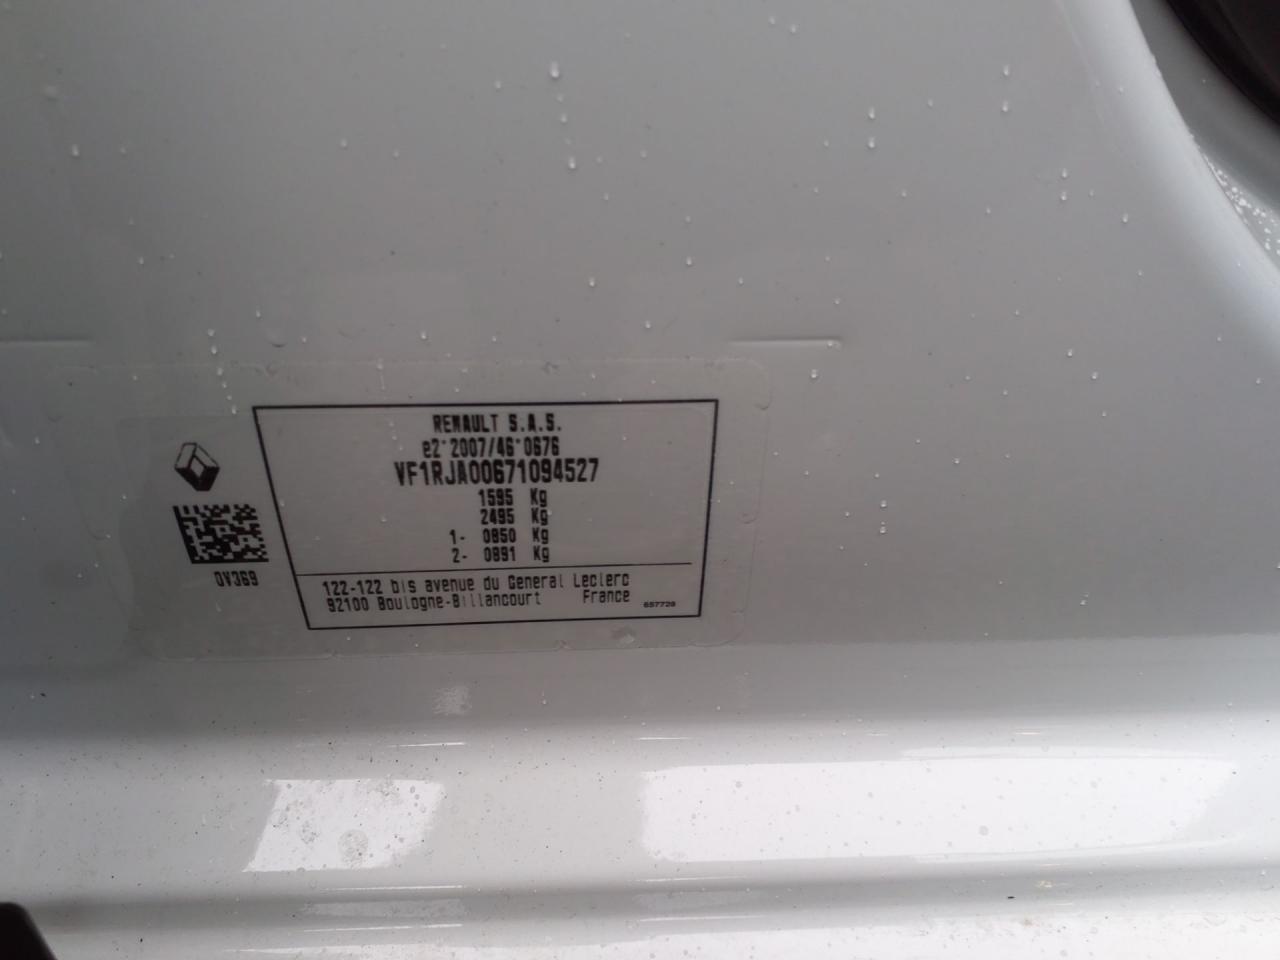 RENAULT S.A.S.
e2*2007/46*0676
VF1RJA00671094527
1595 Kg
2495 Kg
1- 0850 Kg
2- 0891 Kg
0V369
122-122 bis avenue du General Leclerc
92100 Boulogne-Billancourt France
657728